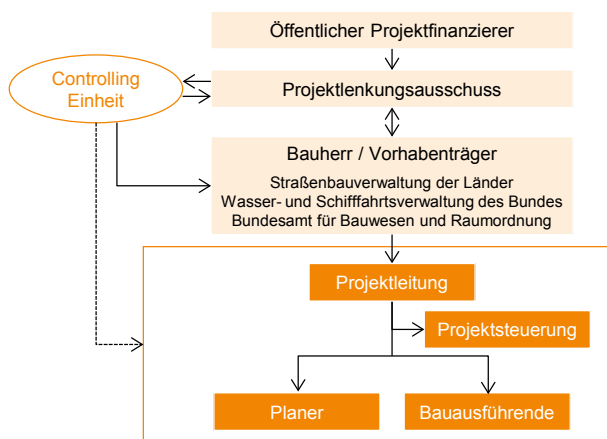 Öffentlicher Projektfinanzierer
Controlling
Einheit
Projektlenkungsausschuss
Bauherr / Vorhabenträger
Straßenbauverwaltung der Länder
Wasser- und Schifffahrtsverwaltung des Bundes
Bundesamt für Bauwesen und Raumordnung
Projektleitung
Projektsteuerung
Planer
Bauausführende